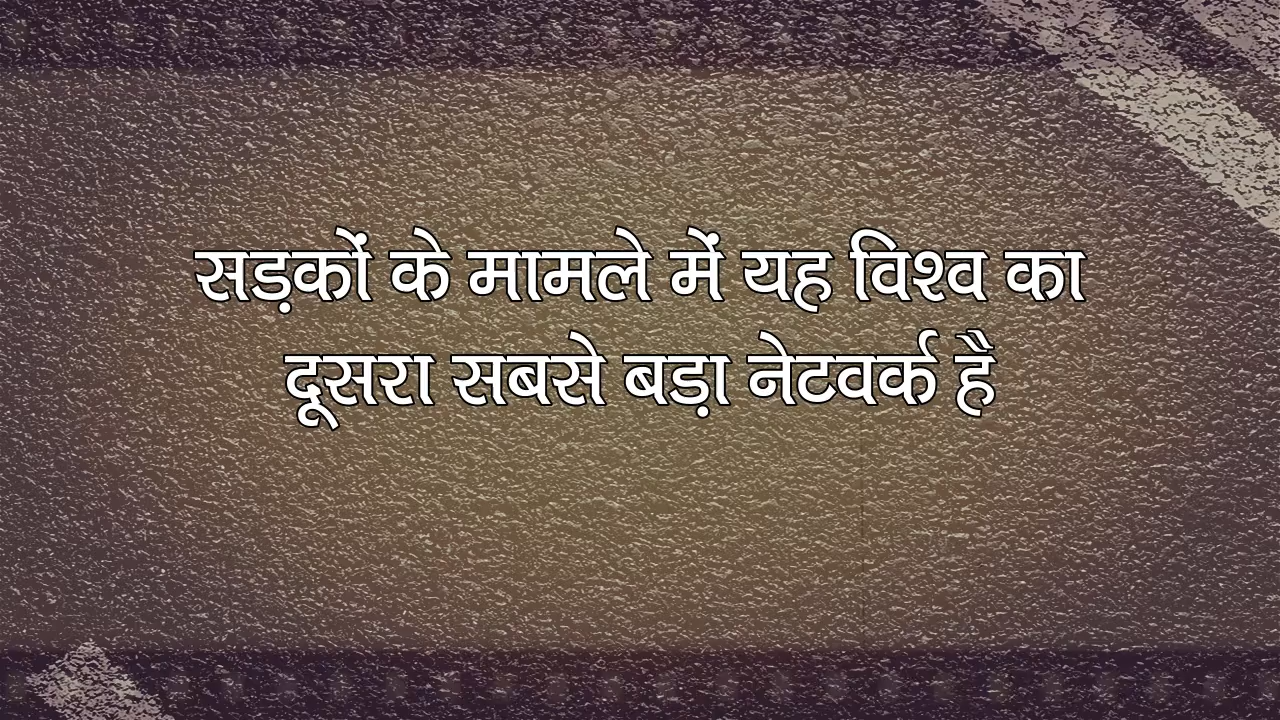 सड़कों के मामले में यह विश्व का
दूसरा सबसे बड़ा नेटवर्क है